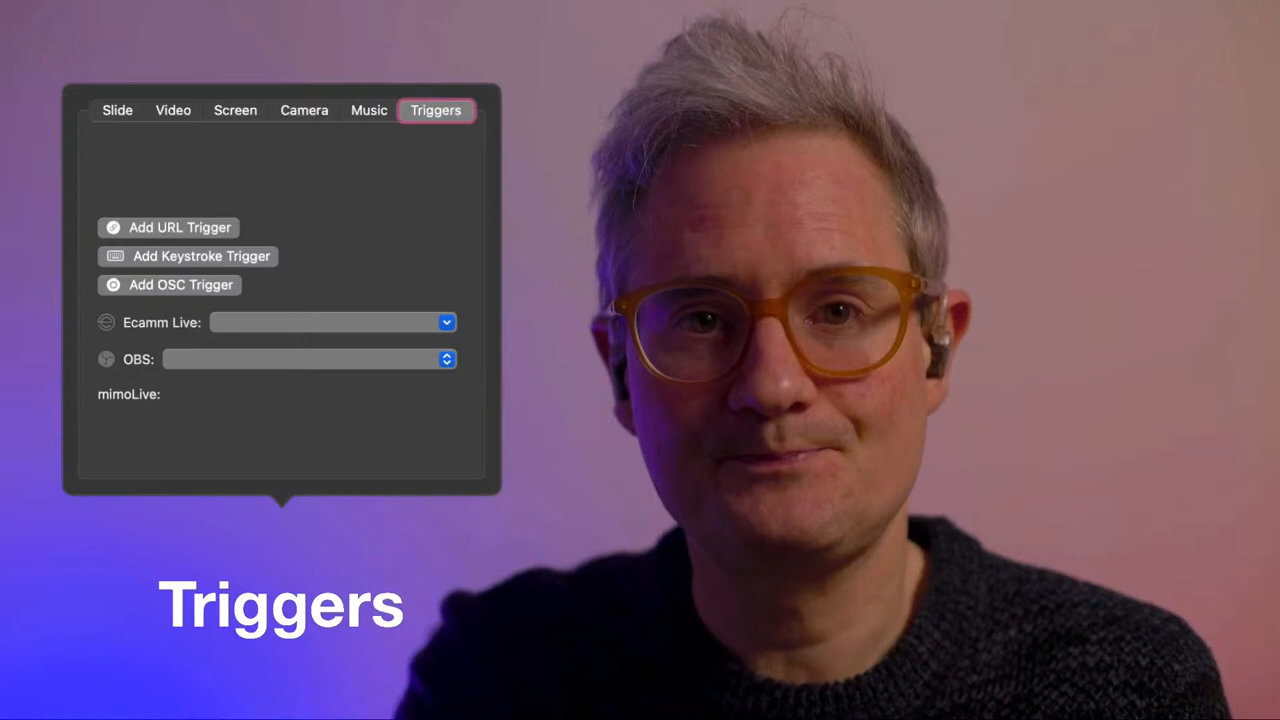 Slide Video Screen Camera Music Triggers
Add URL Trigger
Add Keystroke Trigger
Add OSC Trigger
Ecamm Live:
OBS:
mimoLive:
Triggers